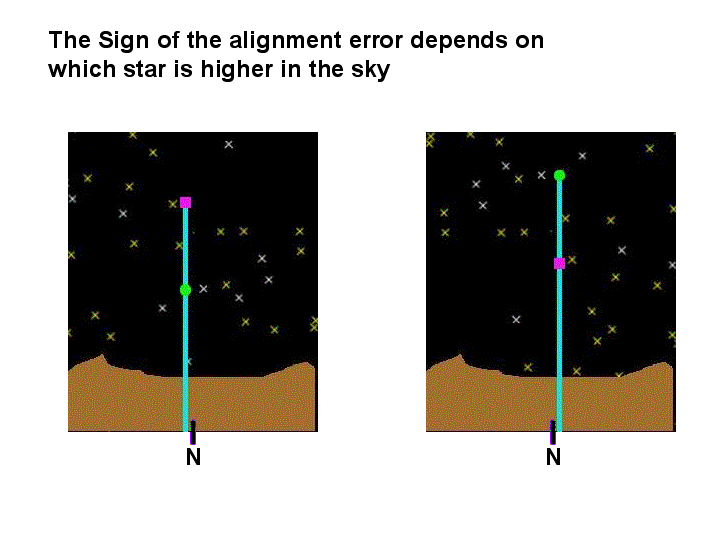 The Sign of the alignment error depends on
which star is higher in the sky
N
N